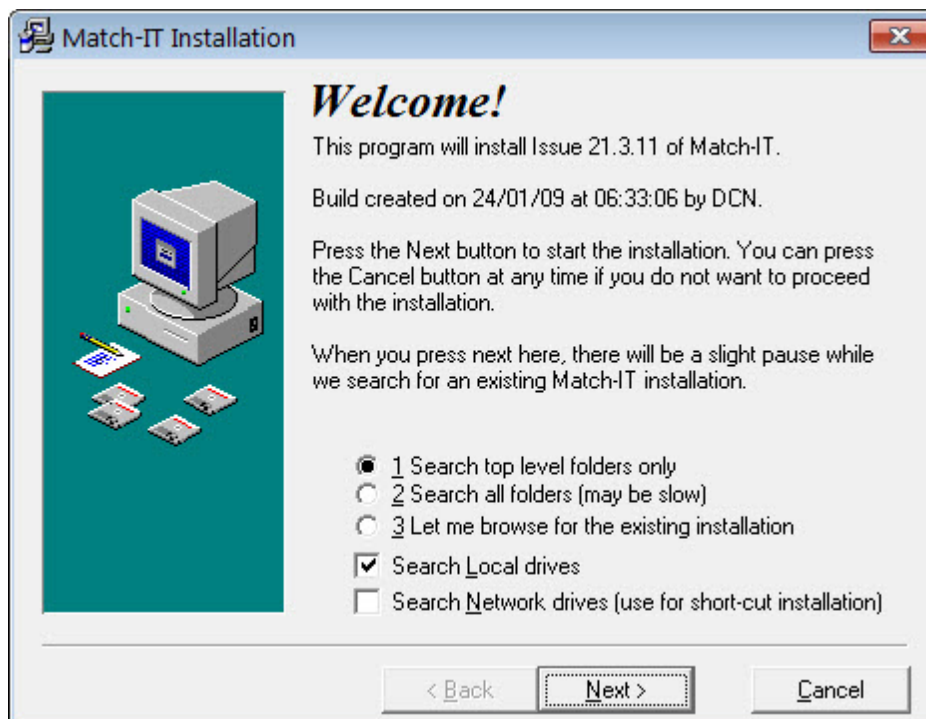 Match-IT Installation
Welcome!
This program will install Issue 21.3.11 of Match-IT.
Build created on 24/01/09 at 06:33:06 by DCN.
Press the Next button to start the installation. You can press
the Cancel button at any time if you do not want to proceed
with the installation.
When you press next here, there will be a slight pause while
we search for an existing Match-IT installation.
1 Search top level folders only
2 Search all folders (may be slow)
3 Let me browse for the existing installation
Search Local drives
Search Network drives (use for short-cut installation)
< Back
Next >
Cancel